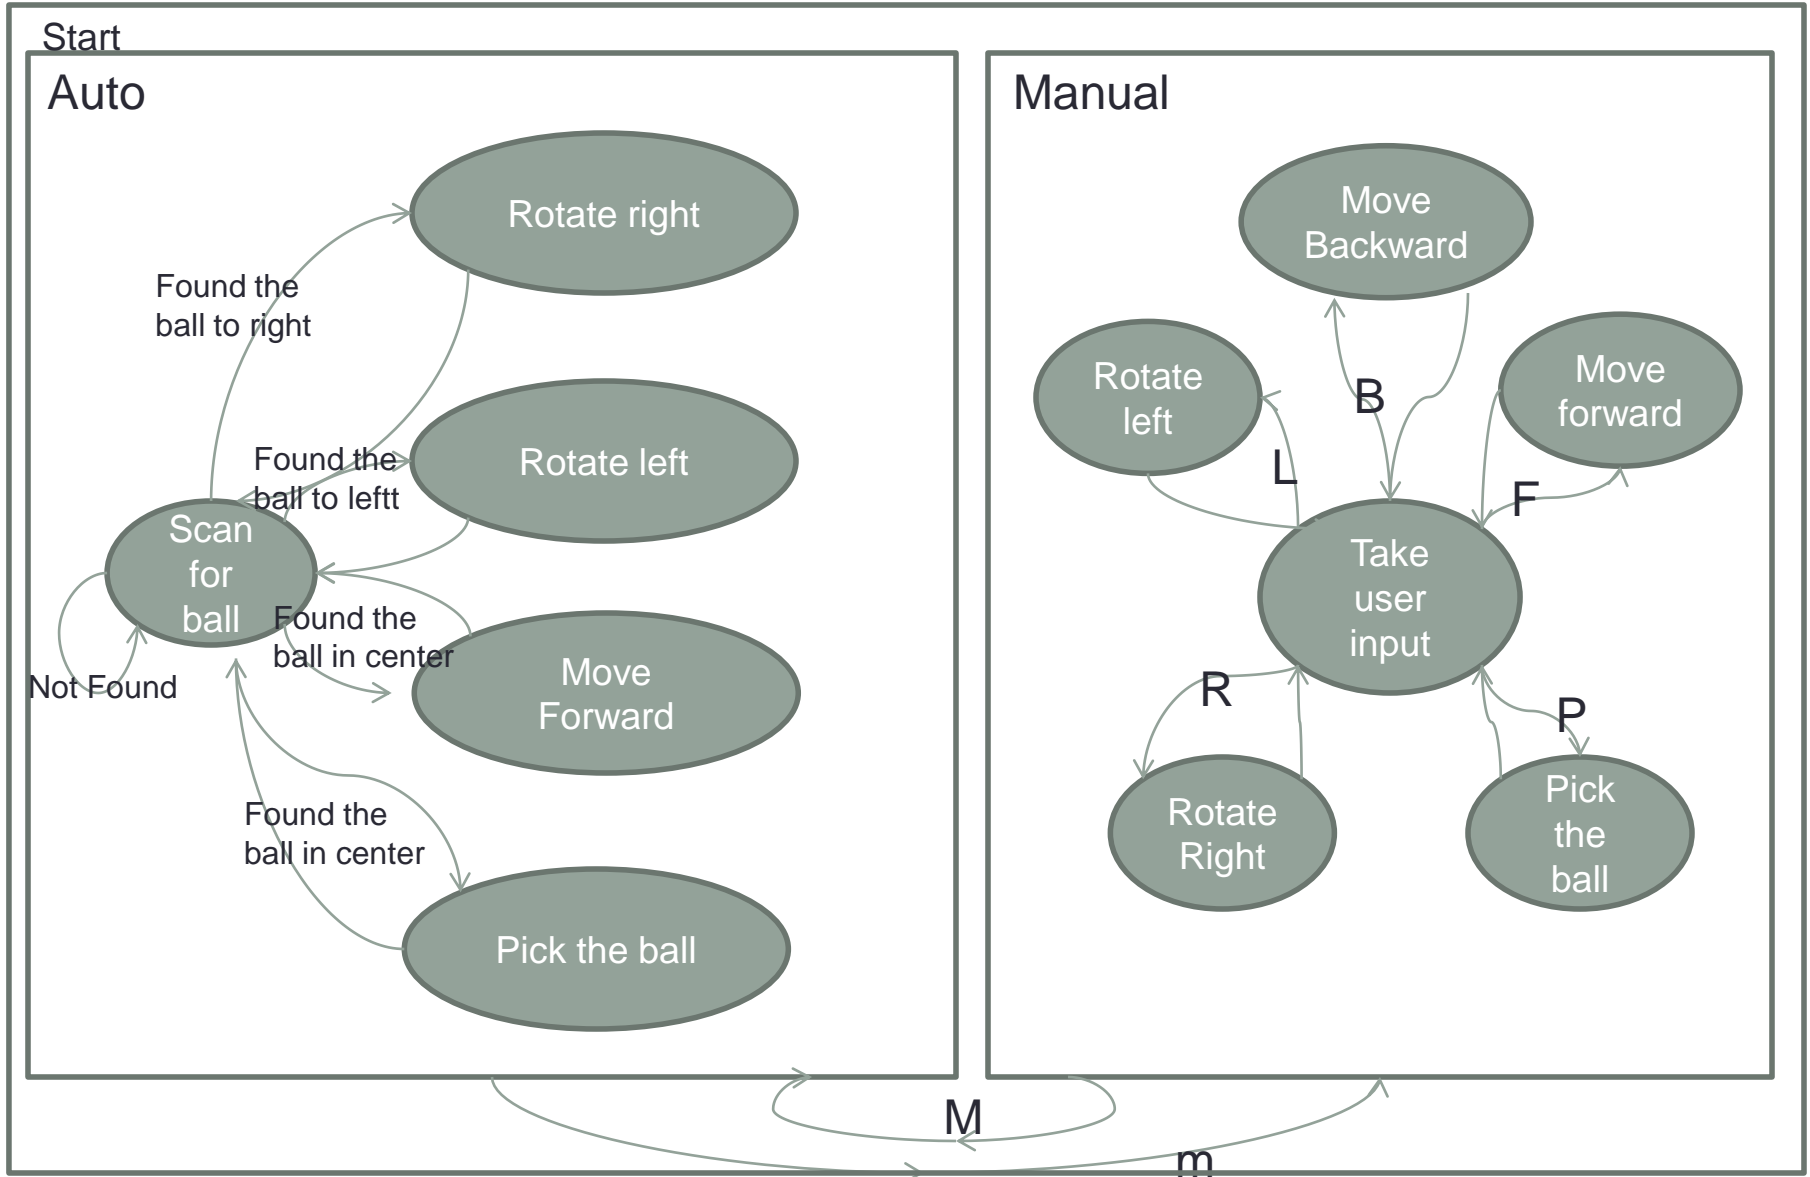 Start
Auto
Rotate right
Found the
ball to right
Found the
ball to leftt
Rotate left
Scan
for
ball
Found the
ball in center
Not Found
Move
Forward
Found the
ball in center
Pick the ball
Manual
Move
Backward
Rotate
left
B
Move
forward
L
F
Take
user
input
R
P
Rotate
Right
Pick
the
ball
M
m